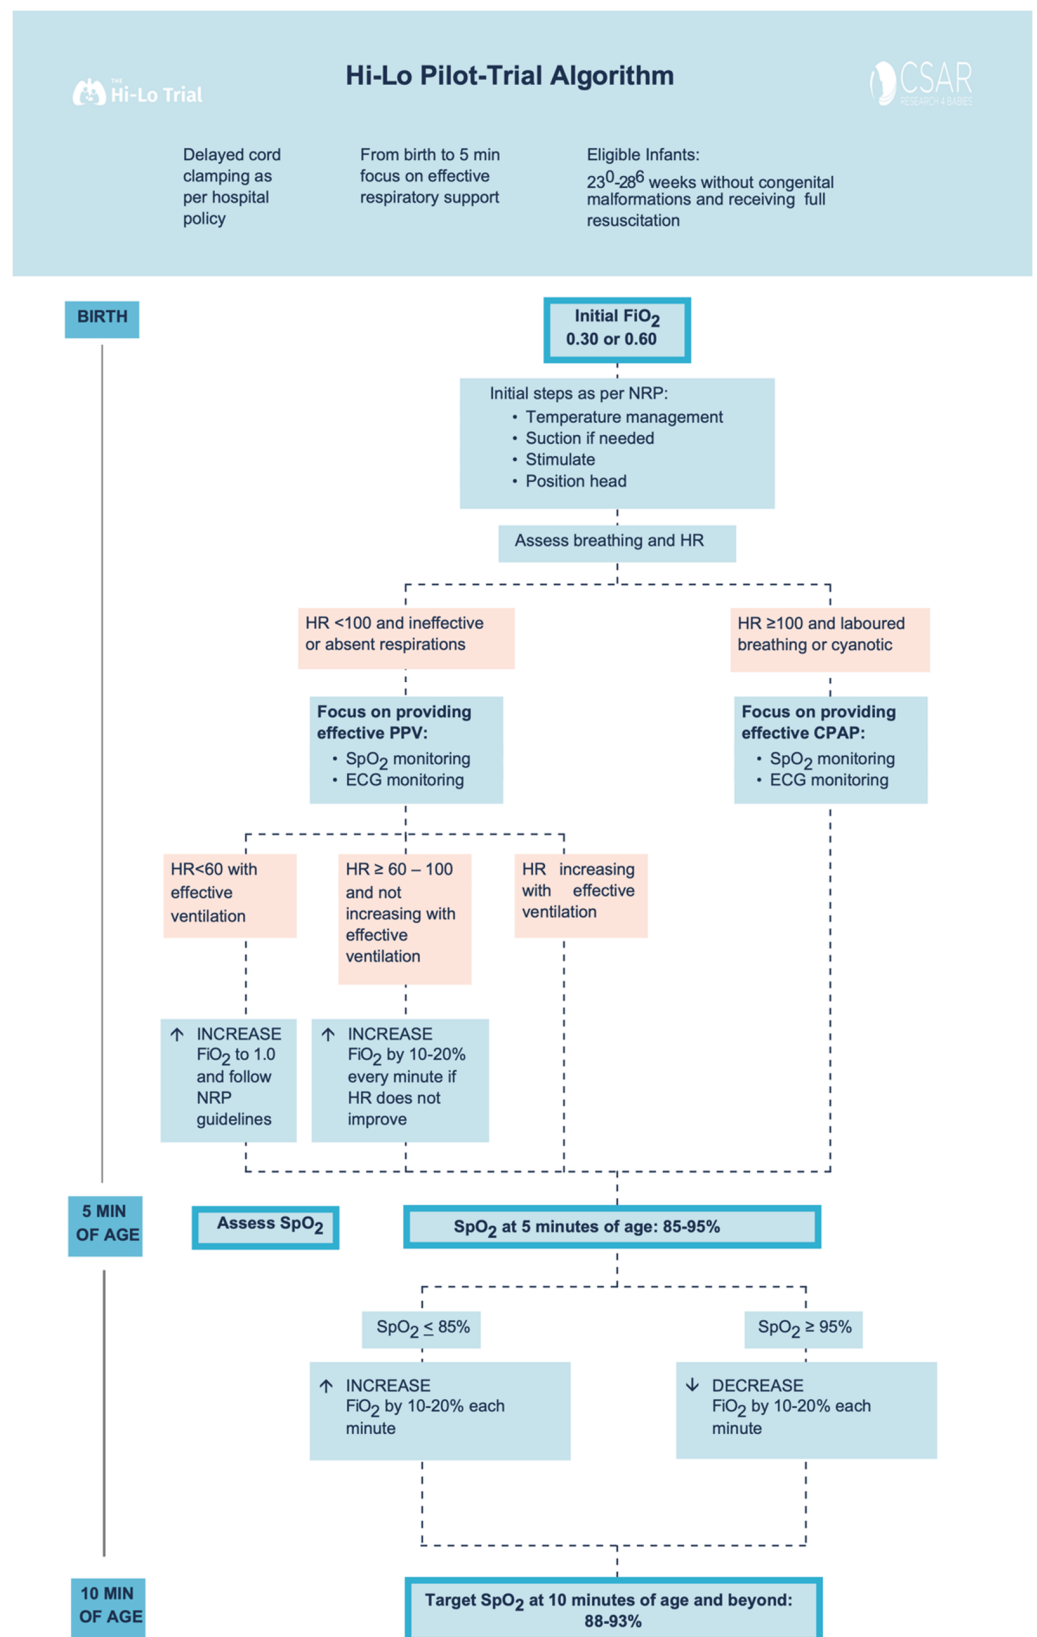 Hi-Lo Pilot-Trial Algorithm
THE
Hi-Lo Trial
CSAR
RESEARCH 4 BABIES
Delayed cord
clamping as
per hospital
policy
From birth to 5 min
focus on effective
respiratory support
Eligible Infants:
23⁰-28⁶ weeks without congenital
malformations and receiving full
resuscitation
BIRTH
Initial FiO₂
0.30 or 0.60
Initial steps as per NRP:
• Temperature management
• Suction if needed
• Stimulate
• Position head
Assess breathing and HR
HR <100 and ineffective
or absent respirations
HR ≥100 and laboured
breathing or cyanotic
Focus on providing
effective PPV:
• SpO₂ monitoring
• ECG monitoring
Focus on providing
effective CPAP:
• SpO₂ monitoring
• ECG monitoring
HR<60 with
effective
ventilation
HR ≥ 60 – 100
and not
increasing with
effective
ventilation
HR increasing
with effective
ventilation
↑ INCREASE
FiO₂ to 1.0
and follow
NRP
guidelines
↑ INCREASE
FiO₂ by 10-20%
every minute if
HR does not
improve
5 MIN
OF AGE
Assess SpO₂
SpO₂ at 5 minutes of age: 85-95%
SpO₂ ≤ 85%
SpO₂ ≥ 95%
↑ INCREASE
FiO₂ by 10-20% each
minute
↓ DECREASE
FiO₂ by 10-20% each
minute
10 MIN
OF AGE
Target SpO₂ at 10 minutes of age and beyond:
88-93%